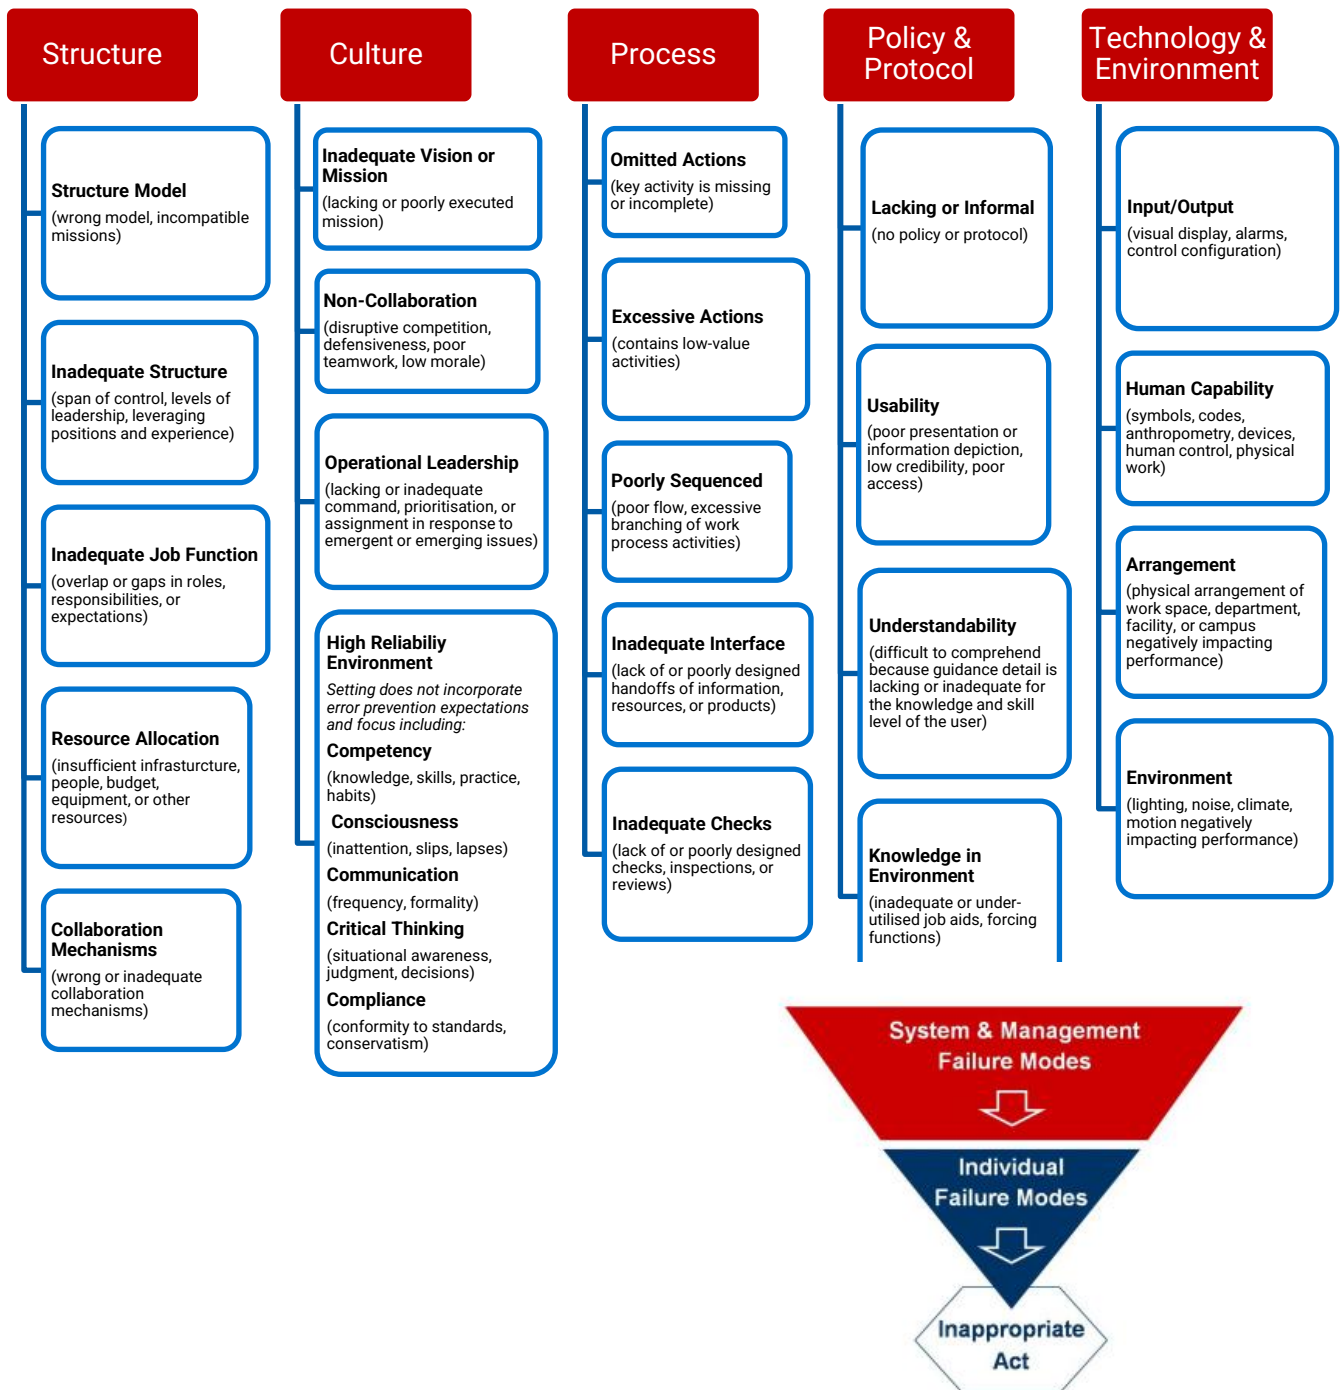 Structure
Structure Model
(wrong model, incompatible
missions)
Inadequate Structure
(span of control, levels of
leadership, leveraging
positions and experience)
Inadequate Job Function
(overlap or gaps in roles,
responsibilities, or
expectations)
Resource Allocation
(insufficient infrasturcture,
people, budget,
equipment, or other
resources)
Collaboration
Mechanisms
(wrong or inadequate
collaboration
mechanisms)
Culture
Inadequate Vision or
Mission
(lacking or poorly executed
mission)
Non-Collaboration
(disruptive competition,
defensiveness, poor
teamwork, low morale)
Operational Leadership
(lacking or inadequate
command, prioritisation, or
assignment in response to
emergent or emerging issues)
High Reliabiliy
Environment
Setting does not incorporate
error prevention expectations
and focus including:
Competency
(knowledge, skills, practice,
habits)
Consciousness
(inattention, slips, lapses)
Communication
(frequency, formality)
Critical Thinking
(situational awareness,
judgment, decisions)
Compliance
(conformity to standards,
conservatism)
Process
Omitted Actions
(key activity is missing
or incomplete)
Excessive Actions
(contains low-value
activities)
Poorly Sequenced
(poor flow, excessive
branching of work
process activities)
Inadequate Interface
(lack of or poorly designed
handoffs of information,
resources, or products)
Inadequate Checks
(lack of or poorly designed
checks, inspections, or
reviews)
Policy &
Protocol
Lacking or Informal
(no policy or protocol)
Usability
(poor presentation or
information depiction,
low credibility, poor
access)
Understandability
(difficult to comprehend
because guidance detail is
lacking or inadequate for
the knowledge and skill
level of the user)
Knowledge in
Environment
(inadequate or under-
utilised job aids, forcing
functions)
Technology &
Environment
Input/Output
(visual display, alarms,
control configuration)
Human Capability
(symbols, codes,
anthropometry, devices,
human control, physical
work)
Arrangement
(physical arrangement of
work space, department,
facility, or campus
negatively impacting
performance)
Environment
(lighting, noise, climate,
motion negatively
impacting performance)
System & Management
Failure Modes
Individual
Failure Modes
Inappropriate
Act